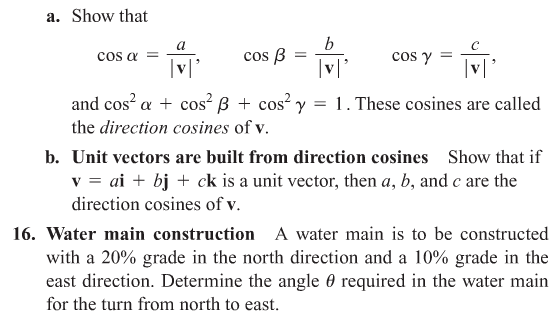 a. Show that
cos α = a/|v|, cos β = b/|v|, cos γ = c/|v|,
and cos² α + cos² β + cos² γ = 1. These cosines are called
the direction cosines of v.
b. Unit vectors are built from direction cosines Show that if
v = ai + bj + ck is a unit vector, then a, b, and c are the
direction cosines of v.
16. Water main construction A water main is to be constructed
with a 20% grade in the north direction and a 10% grade in the
east direction. Determine the angle θ required in the water main
for the turn from north to east.